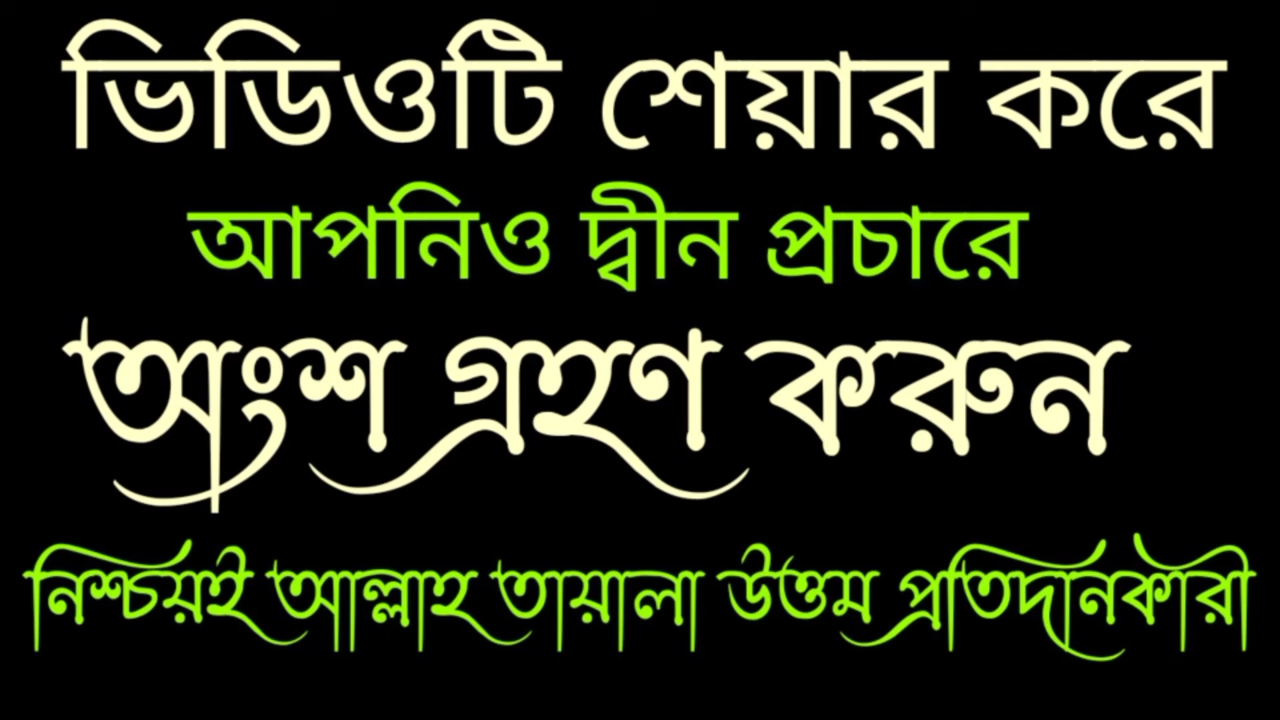 ভিডিওটি শেয়ার করে
আপনিও দ্বীন প্রচারে
অংশ গ্রহণ করুন
নিশ্চয়ই আল্লাহ তায়ালা উত্তম প্রতিদানকারী